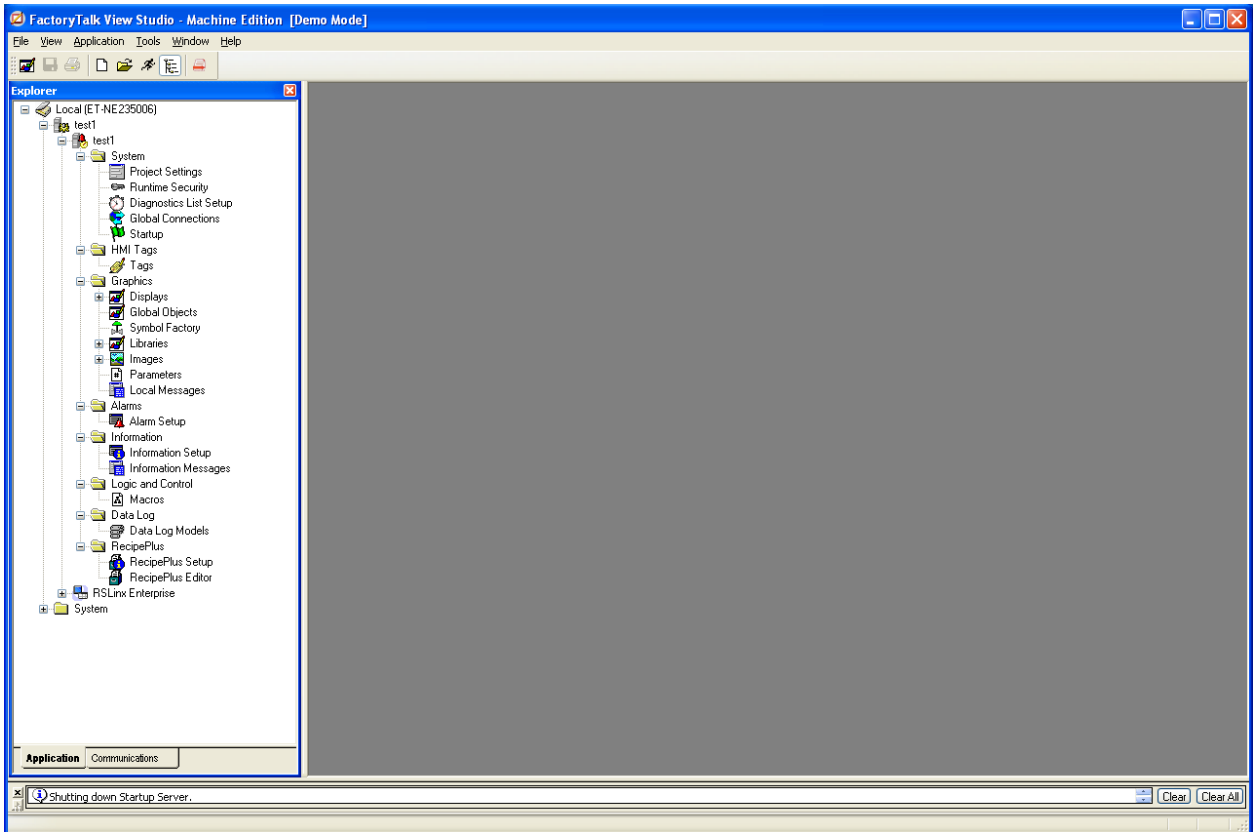 FactoryTalk View Studio - Machine Edition [Demo Mode]
File View Application Tools Window Help
Explorer
Local (ET-NE235006)
test1
test1
System
Project Settings
Runtime Security
Diagnostics List Setup
Global Connections
Startup
HMI Tags
Tags
Graphics
Displays
Global Objects
Symbol Factory
Libraries
Images
Parameters
Local Messages
Alarms
Alarm Setup
Information
Information Setup
Information Messages
Logic and Control
Macros
Data Log
Data Log Models
RecipePlus
RecipePlus Setup
RecipePlus Editor
RSLinx Enterprise
System
Application Communications
Shutting down Startup Server. Clear Clear All